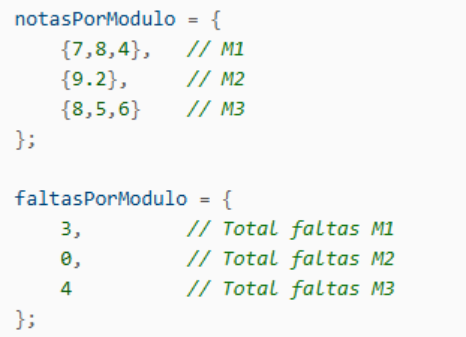 notasPorModulo = {
    {7,8,4},   // M1
    {9.2},     // M2
    {8,5,6}    // M3
};

faltasPorModulo = {
    3,         // Total faltas M1
    0,         // Total faltas M2
    4          // Total faltas M3
};